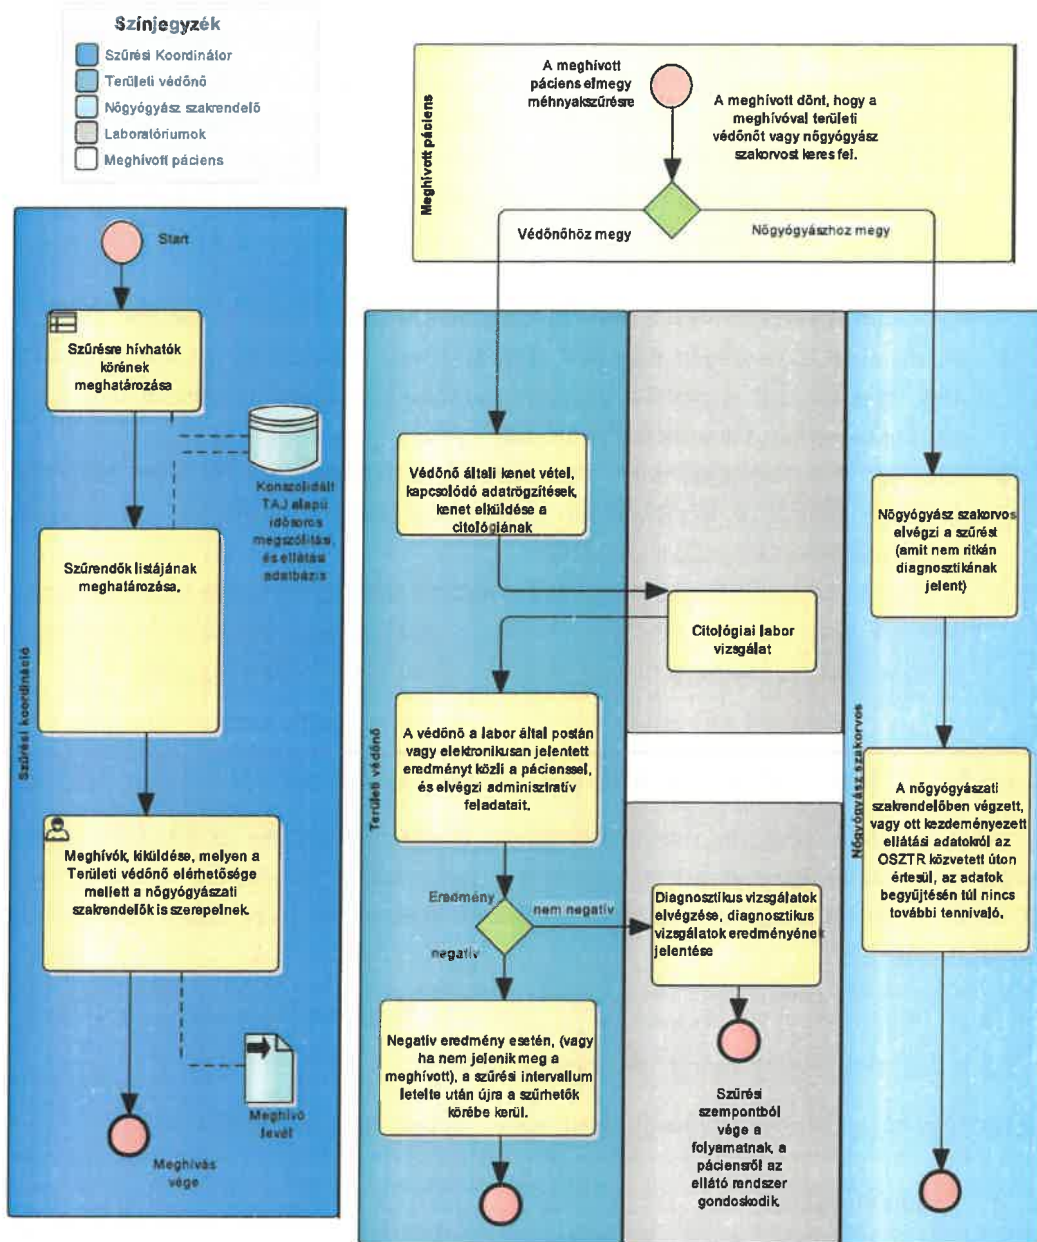 Színjegyzék
Szűrési Koordinátor
Területi védőnő
Nőgyógyász szakrendelő
Laboratóriumok
Meghívott páciens
Meghívott páciens
A meghívott
páciens elmegy
méhnyakszűrésre
A meghívott dönt, hogy a
meghívóval területi
védőnőt vagy nőgyógyász
szakorvost keres fel.
Védőnőhöz megy
Nőgyógyászhoz megy
Szűrési koordináció
Start
Szűrésre hívhatók
körének
meghatározása
Konszolidált
TAJ alapú
idősoros
megszólítási,
és ellátási
adatbázis
Szűrendők listájának
meghatározása.
Meghívók, kiküldése, melyen a
Területi védőnő elérhetősége
mellett a nőgyógyászati
szakrendelők is szerepelnek.
Meghívó
levél
Meghívás
vége
Területi védőnő
Védőnő általi kenet vétel,
kapcsolódó adatrögzítések,
kenet elküldése a
citológiának
Citológiai labor
vizsgálat
A védőnő a labor által postán
vagy elektronikusan jelentett
eredményt közli a pácienssel,
és elvégzi adminisztratív
feladatait.
Eredmény
nem negatív
negatív
Diagnosztikus vizsgálatok
elvégzése, diagnosztikus
vizsgálatok eredményének
jelentése
Negatív eredmény esetén, (vagy
ha nem jelenik meg a
meghívott), a szűrési intervallum
letelte után újra a szűrhetők
körébe kerül.
Szűrési
szempontból
vége a
folyamatnak, a
páciensről az
ellátó rendszer
gondoskodik.
Nőgyógyász szakorvos
Nőgyógyász szakorvos
elvégzi a szűrést
(amit nem ritkán
diagnosztikának
jelent)
A nőgyógyászati
szakrendelőben végzett,
vagy ott kezdeményezett
ellátási adatokról az
OSZTR közvetett úton
értesül, az adatok
begyűjtésén túl nincs
további tennivaló.